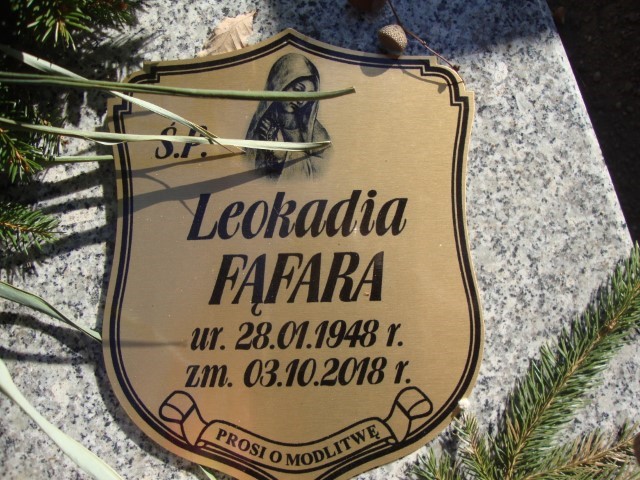 Ś.P.
Leokadia
FĄFARA
ur. 28.01.1948 r.
zm. 03.10.2018 r.
PROSI O MODLITWĘ